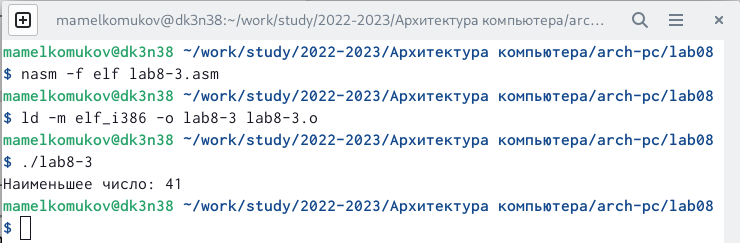 mamelkomukov@dk3n38:~/work/study/2022-2023/Архитектура компьютера/arc...
mamelkomukov@dk3n38 ~/work/study/2022-2023/Архитектура компьютера/arch-pc/lab08
$ nasm -f elf lab8-3.asm
mamelkomukov@dk3n38 ~/work/study/2022-2023/Архитектура компьютера/arch-pc/lab08
$ ld -m elf_i386 -o lab8-3 lab8-3.o
mamelkomukov@dk3n38 ~/work/study/2022-2023/Архитектура компьютера/arch-pc/lab08
$ ./lab8-3
Наименьшее число: 41
mamelkomukov@dk3n38 ~/work/study/2022-2023/Архитектура компьютера/arch-pc/lab08
$